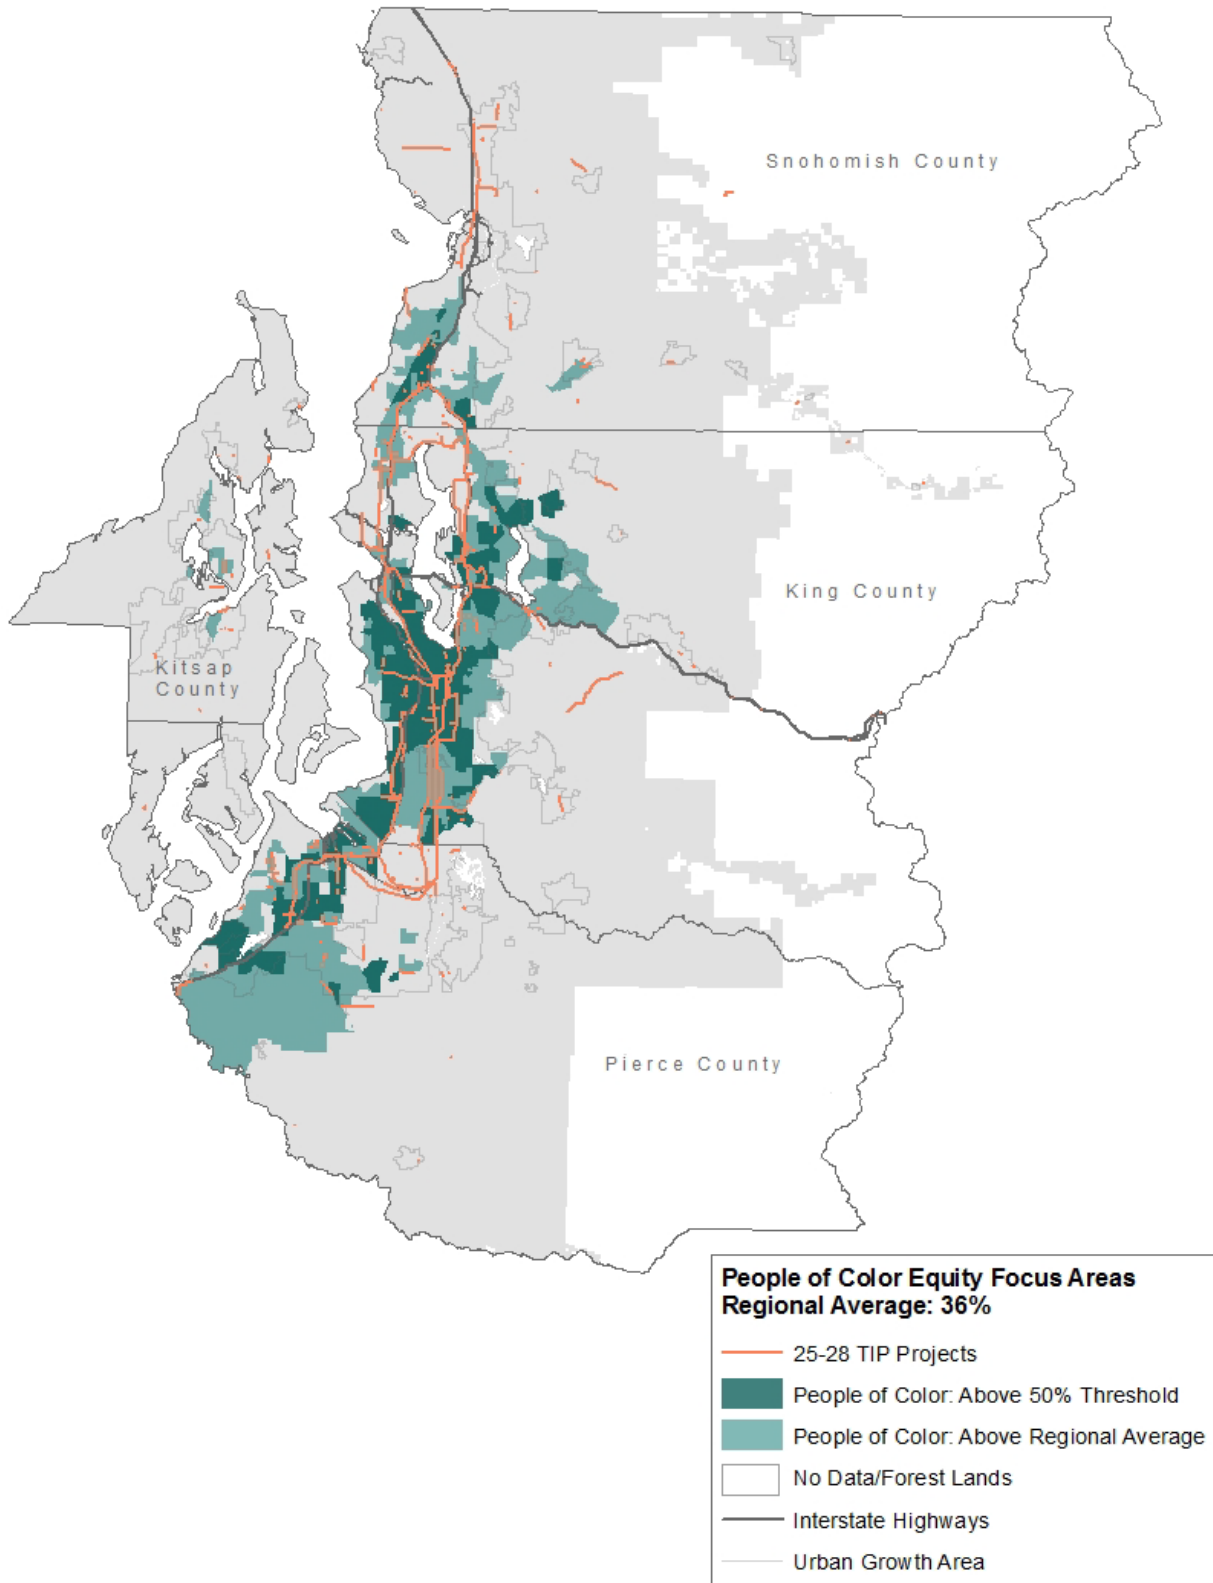 Snohomish County
King County
Kitsap
County
Pierce County
People of Color Equity Focus Areas
Regional Average: 36%
25-28 TIP Projects
People of Color: Above 50% Threshold
People of Color: Above Regional Average
No Data/Forest Lands
Interstate Highways
Urban Growth Area